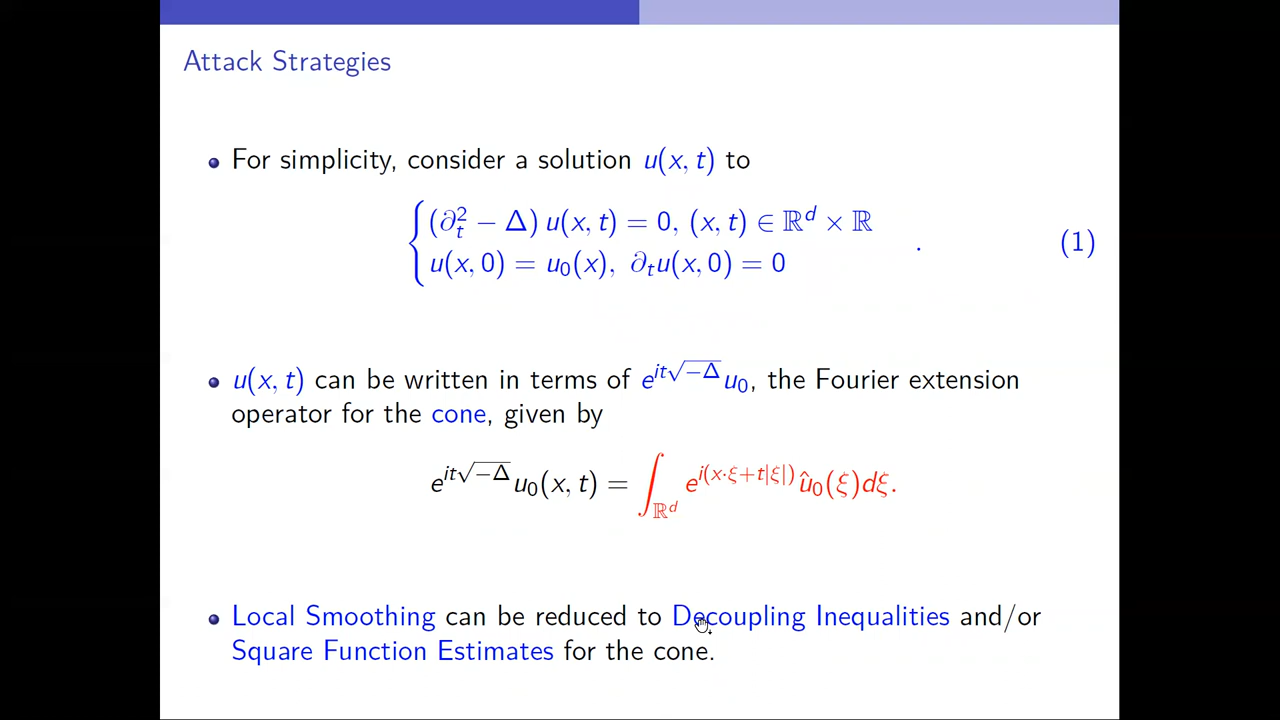 Attack Strategies
For simplicity, consider a solution u(x, t) to
{ (∂_t^2 − Δ) u(x, t) = 0, (x, t) ∈ ℝ^d × ℝ
u(x, 0) = u_0(x), ∂_t u(x, 0) = 0 . (1)
u(x, t) can be written in terms of e^{it√−Δ} u_0, the Fourier extension
operator for the cone, given by
e^{it√−Δ} u_0(x, t) = ∫_{ℝ^d} e^{i(x·ξ+t|ξ|)} û_0(ξ)dξ.
Local Smoothing can be reduced to Decoupling Inequalities and/or
Square Function Estimates for the cone.